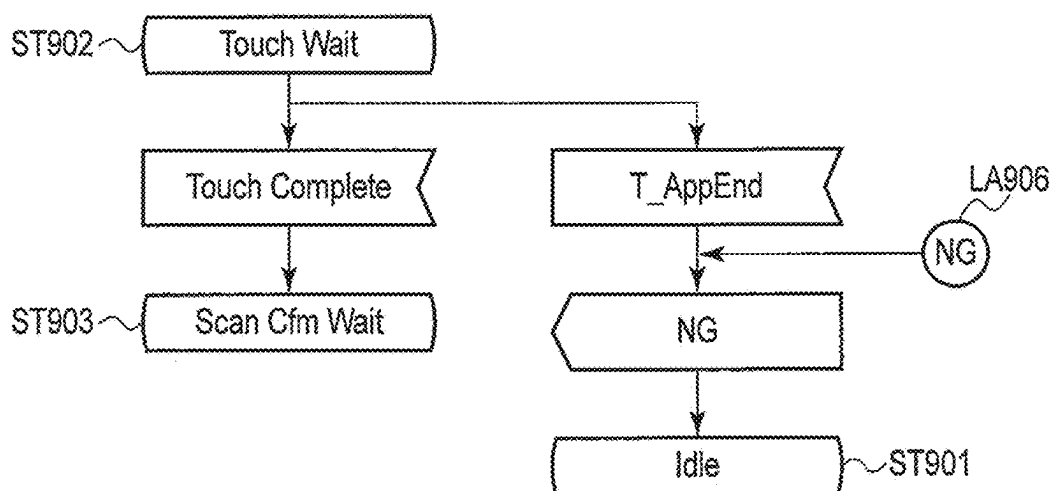 ST902
Touch Wait
Touch Complete
T_AppEnd
LA906
NG
ST903
Scan Cfm Wait
NG
Idle
ST901